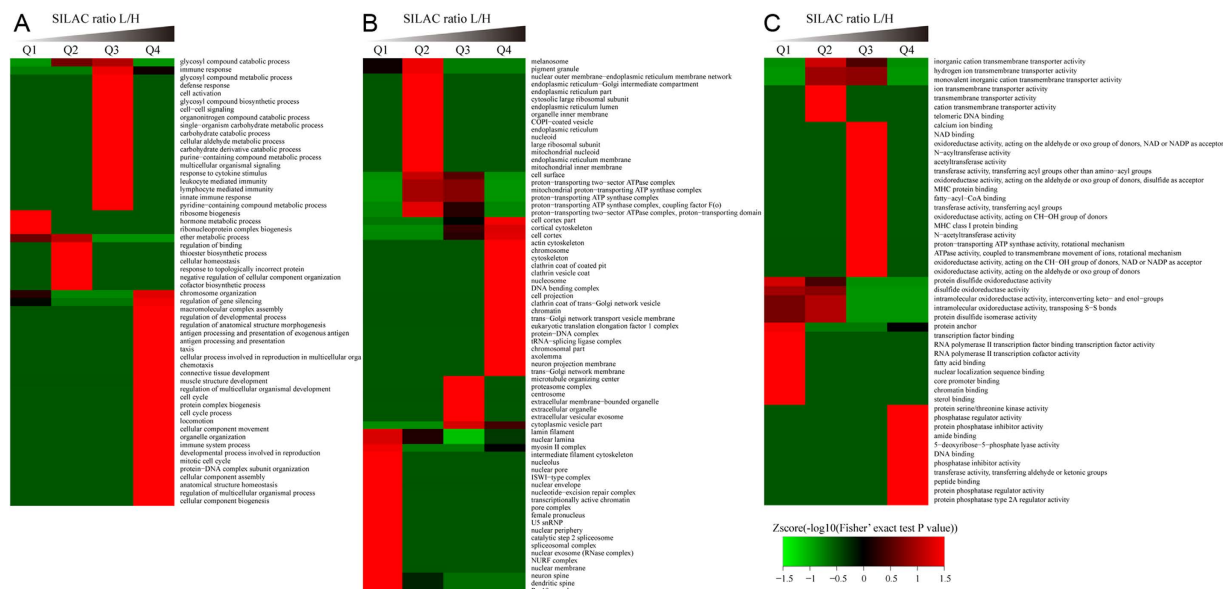 A
SILAC ratio L/H
Q1 Q2 Q3 Q4
glycosyl compound catabolic process
immune response
glycosyl compound metabolic process
defense response
cell activation
glycosyl compound biosynthetic process
cell−cell signaling
organonitrogen compound catabolic process
single−organism carbohydrate metabolic process
carbohydrate catabolic process
cellular aldehyde metabolic process
carbohydrate derivative catabolic process
purine−containing compound metabolic process
multicellular organismal signaling
response to cytokine stimulus
leukocyte mediated immunity
lymphocyte mediated immunity
innate immune response
pyridine−containing compound metabolic process
ribosome biogenesis
hormone metabolic process
ribonucleoprotein complex biogenesis
ether metabolic process
regulation of binding
thioester biosynthetic process
cellular homeostasis
response to topologically incorrect protein
negative regulation of cellular component organization
cofactor biosynthetic process
chromosome organization
regulation of gene silencing
macromolecular complex assembly
regulation of developmental process
regulation of anatomical structure morphogenesis
antigen processing and presentation of exogenous antigen
antigen processing and presentation
taxis
cellular process involved in reproduction in multicellular orga
chemotaxis
connective tissue development
muscle structure development
regulation of multicellular organismal development
cell cycle
protein complex biogenesis
cell cycle process
locomotion
cellular component movement
organelle organization
immune system process
developmental process involved in reproduction
mitotic cell cycle
protein−DNA complex subunit organization
cellular component assembly
anatomical structure homeostasis
regulation of multicellular organismal process
cellular component biogenesis
B
SILAC ratio L/H
Q1 Q2 Q3 Q4
melanosome
pigment granule
nuclear outer membrane−endoplasmic reticulum membrane network
endoplasmic reticulum−Golgi intermediate compartment
endoplasmic reticulum part
cytosolic large ribosomal subunit
endoplasmic reticulum lumen
organelle inner membrane
COPI−coated vesicle
endoplasmic reticulum
nucleoid
large ribosomal subunit
mitochondrial nucleoid
endoplasmic reticulum membrane
mitochondrial inner membrane
cell surface
proton−transporting two−sector ATPase complex
mitochondrial proton−transporting ATP synthase complex
proton−transporting ATP synthase complex
proton−transporting ATP synthase complex, coupling factor F(o)
proton−transporting two−sector ATPase complex, proton−transporting domain
cell cortex part
cortical cytoskeleton
cell cortex
actin cytoskeleton
chromosome
cytoskeleton
clathrin coat of coated pit
clathrin vesicle coat
nucleosome
DNA bending complex
cell projection
clathrin coat of trans−Golgi network vesicle
chromatin
trans−Golgi network transport vesicle membrane
eukaryotic translation elongation factor 1 complex
protein−DNA complex
tRNA−splicing ligase complex
chromosomal part
axolemma
neuron projection membrane
trans−Golgi network membrane
microtubule organizing center
proteasome complex
centrosome
extracellular membrane−bounded organelle
extracellular organelle
extracellular vesicular exosome
cytoplasmic vesicle part
lamin filament
nuclear lamina
myosin II complex
intermediate filament cytoskeleton
nucleolus
nuclear pore
ISWI−type complex
nuclear envelope
nucleotide−excision repair complex
transcriptionally active chromatin
pore complex
female pronucleus
U5 snRNP
nuclear periphery
catalytic step 2 spliceosome
spliceosomal complex
nuclear exosome (RNase complex)
NURF complex
nuclear membrane
neuron spine
dendritic spine
C
SILAC ratio L/H
Q1 Q2 Q3 Q4
inorganic cation transmembrane transporter activity
hydrogen ion transmembrane transporter activity
monovalent inorganic cation transmembrane transporter activity
ion transmembrane transporter activity
transmembrane transporter activity
cation transmembrane transporter activity
telomeric DNA binding
calcium ion binding
NAD binding
oxidoreductase activity, acting on the aldehyde or oxo group of donors, NAD or NADP as acceptor
N−acyltransferase activity
acetyltransferase activity
transferase activity, transferring acyl groups other than amino−acyl groups
oxidoreductase activity, acting on the aldehyde or oxo group of donors, disulfide as acceptor
MHC protein binding
fatty−acyl−CoA binding
transferase activity, transferring acyl groups
oxidoreductase activity, acting on CH−OH group of donors
MHC class I protein binding
N−acetyltransferase activity
proton−transporting ATP synthase activity, rotational mechanism
ATPase activity, coupled to transmembrane movement of ions, rotational mechanism
oxidoreductase activity, acting on the CH−OH group of donors, NAD or NADP as acceptor
oxidoreductase activity, acting on the aldehyde or oxo group of donors
protein disulfide oxidoreductase activity
disulfide oxidoreductase activity
intramolecular oxidoreductase activity, interconverting keto− and enol−groups
intramolecular oxidoreductase activity, transposing S−S bonds
protein disulfide isomerase activity
protein anchor
transcription factor binding
RNA polymerase II transcription factor binding transcription factor activity
RNA polymerase II transcription cofactor activity
fatty acid binding
nuclear localization sequence binding
core promoter binding
chromatin binding
sterol binding
protein serine/threonine kinase activity
phosphatase regulator activity
protein phosphatase inhibitor activity
amide binding
5−deoxyribose−5−phosphate lyase activity
DNA binding
phosphatase inhibitor activity
transferase activity, transferring aldehyde or ketonic groups
peptide binding
protein phosphatase regulator activity
protein phosphatase type 2A regulator activity
Zscore(-log10(Fisher' exact test P value))
−1.5 −1 −0.5 0 0.5 1 1.5